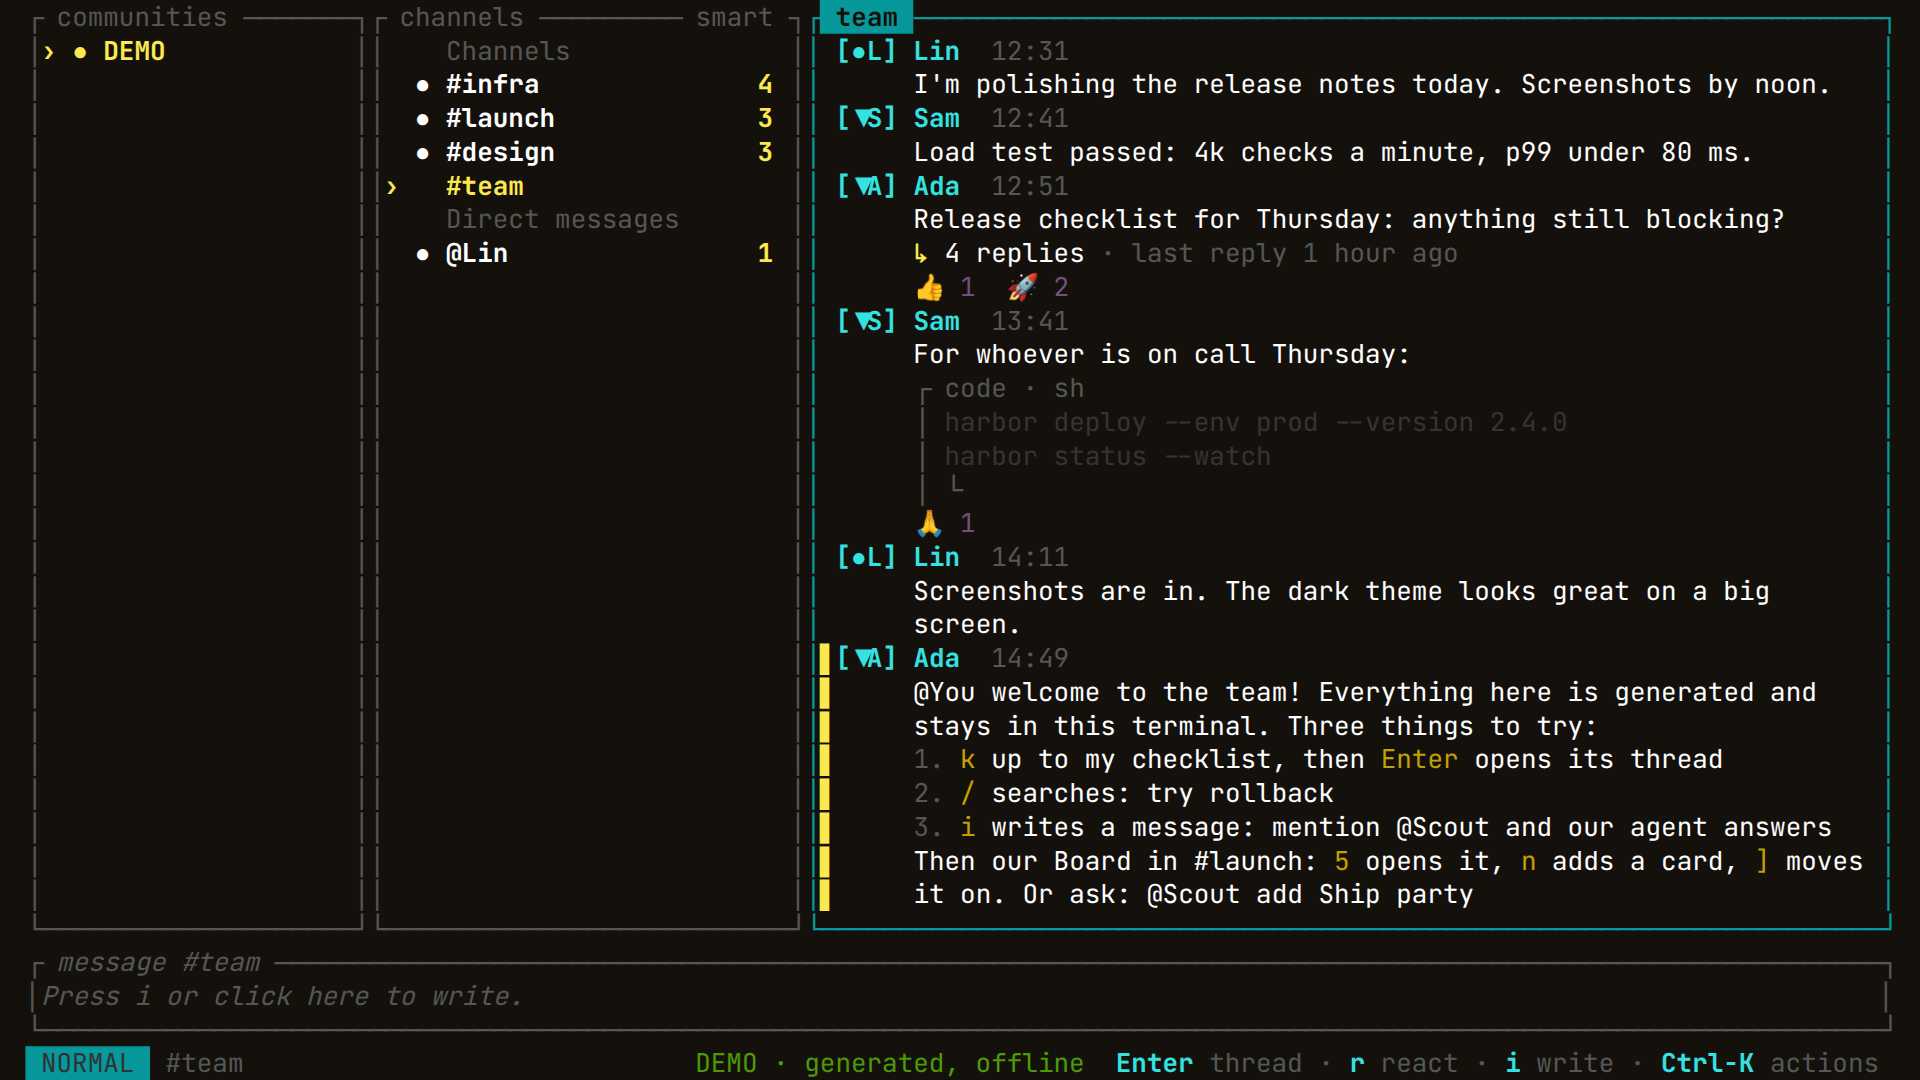 communities
› ● DEMO
channels smart
Channels
● #infra 4
● #launch 3
● #design 3
› #team
Direct messages
● @Lin 1
team
[●L] Lin 12:31
I'm polishing the release notes today. Screenshots by noon.
[▼S] Sam 12:41
Load test passed: 4k checks a minute, p99 under 80 ms.
[▼A] Ada 12:51
Release checklist for Thursday: anything still blocking?
↳ 4 replies · last reply 1 hour ago
👍 1 🚀 2
[▼S] Sam 13:41
For whoever is on call Thursday:
code · sh
harbor deploy --env prod --version 2.4.0
harbor status --watch
🙏 1
[●L] Lin 14:11
Screenshots are in. The dark theme looks great on a big
screen.
[▼A] Ada 14:49
@You welcome to the team! Everything here is generated and
stays in this terminal. Three things to try:
1. k up to my checklist, then Enter opens its thread
2. / searches: try rollback
3. i writes a message: mention @Scout and our agent answers
Then our Board in #launch: 5 opens it, n adds a card, ] moves
it on. Or ask: @Scout add Ship party
message #team
Press i or click here to write.
NORMAL #team DEMO · generated, offline Enter thread · r react · i write · Ctrl-K actions